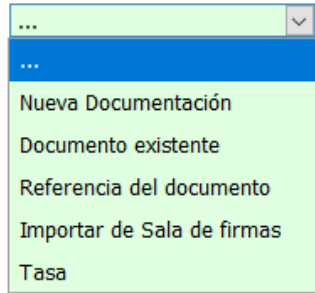 ...
...
Nueva Documentación
Documento existente
Referencia del documento
Importar de Sala de firmas
Tasa